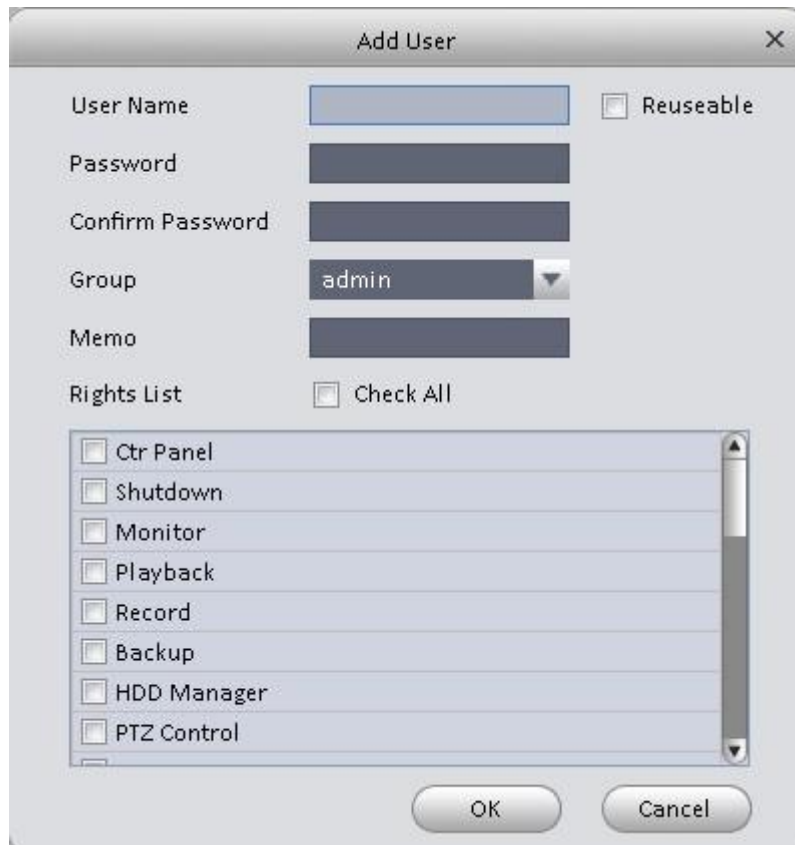 Add User
User Name
Reuseable
Password
Confirm Password
Group
admin
Memo
Rights List
Check All
Ctr Panel
Shutdown
Monitor
Playback
Record
Backup
HDD Manager
PTZ Control
OK
Cancel